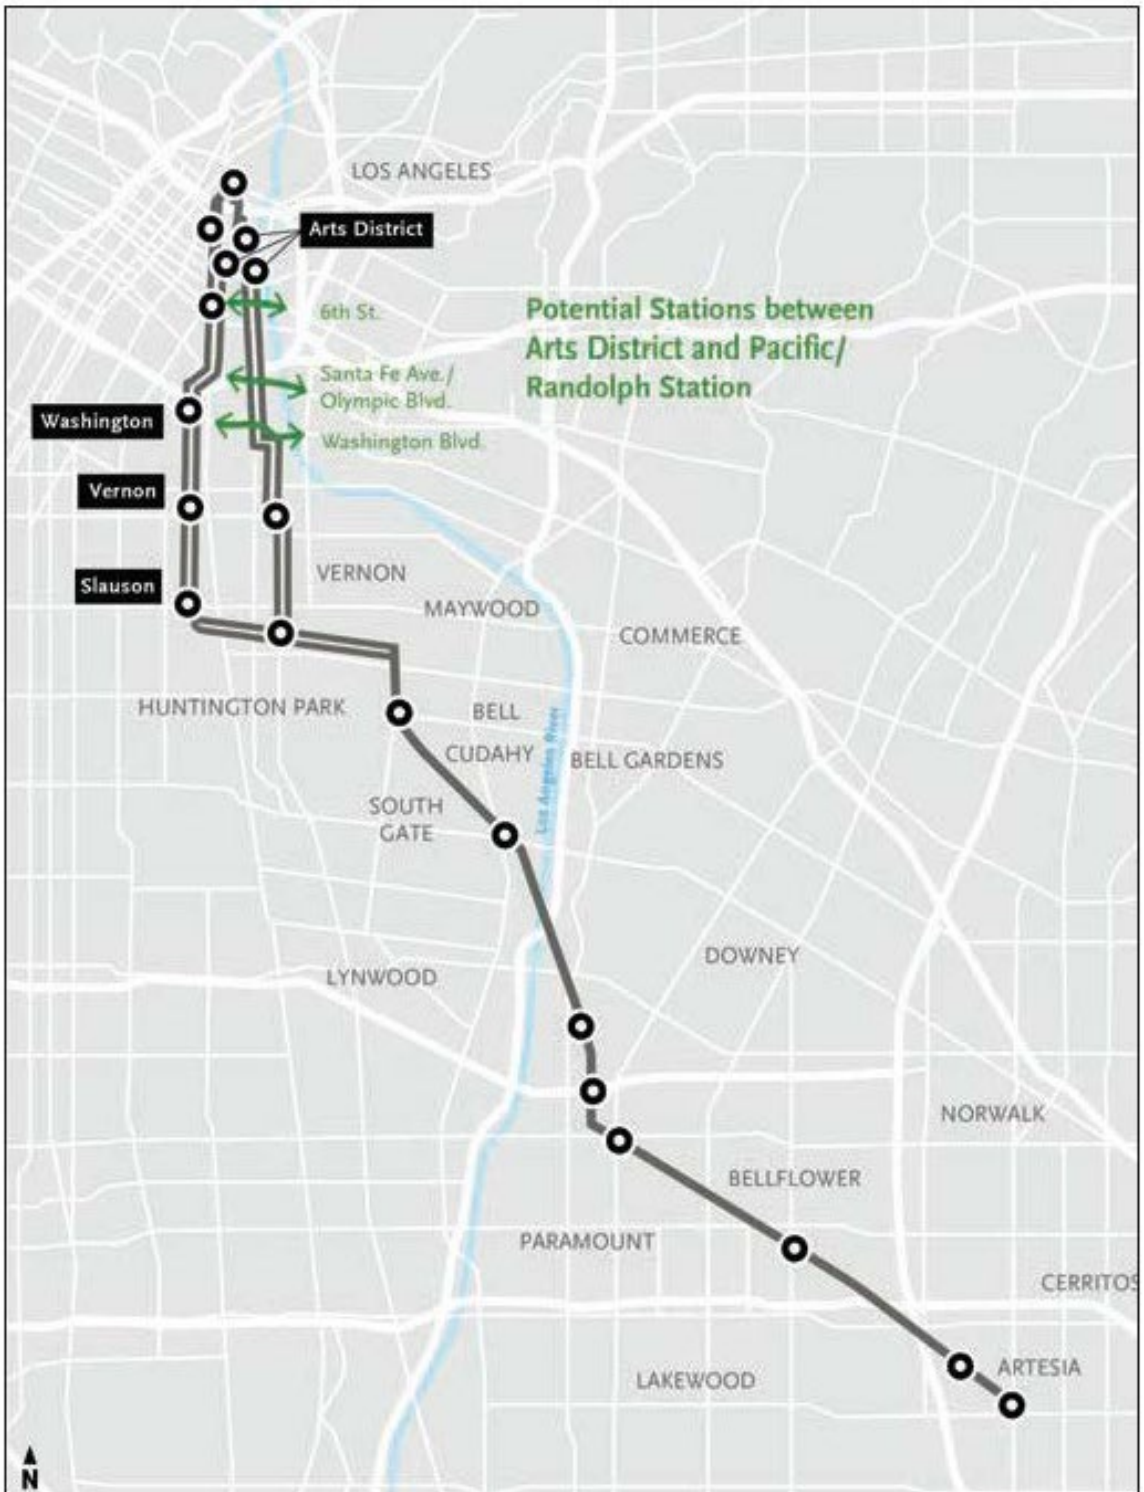 LOS ANGELES
Arts District
6th St.
Potential Stations between
Arts District and Pacific/
Randolph Station
Santa Fe Ave./
Olympic Blvd.
Washington
Washington Blvd.
Vernon
VERNON
Slauson
MAYWOOD
COMMERCE
HUNTINGTON PARK
BELL
CUDAHY
BELL GARDENS
Los Angeles River
SOUTH
GATE
DOWNEY
LYNWOOD
NORWALK
BELLFLOWER
PARAMOUNT
CERRITOS
ARTESIA
LAKEWOOD
N